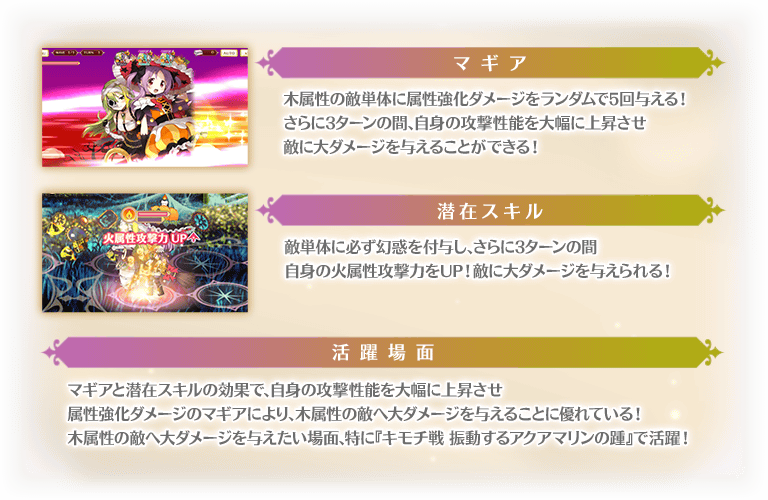 マギア
木属性の敵単体に属性強化ダメージをランダムで5回与える！
さらに3ターンの間、自身の攻撃性能を大幅に上昇させ
敵に大ダメージを与えることができる！
火属性攻撃力 UP
潜在スキル
敵単体に必ず幻惑を付与し、さらに3ターンの間
自身の火属性攻撃力をUP！敵に大ダメージを与えられる！
活躍場面
マギアと潜在スキルの効果で、自身の攻撃性能を大幅に上昇させ
属性強化ダメージのマギアにより、木属性の敵へ大ダメージを与えることに優れている！
木属性の敵へ大ダメージを与えたい場面、特に『キモチ戦 振動するアクアマリンの踵』で活躍！